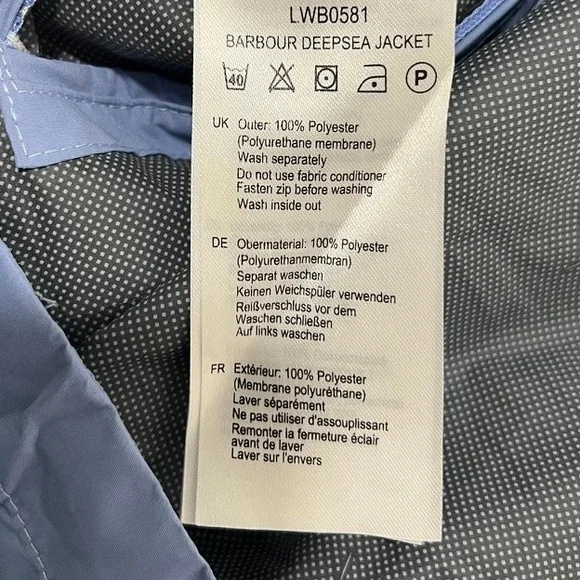 LWB0581
BARBOUR DEEPSEA JACKET
40 P
UK Outer: 100% Polyester
(Polyurethane membrane)
Wash separately
Do not use fabric conditioner
Fasten zip before washing
Wash inside out
DE Obermaterial: 100% Polyester
(Polyurethanmembran)
Separat waschen
Keinen Weichspüler verwenden
Reißverschluss vor dem
Waschen schließen
Auf links waschen
FR Extérieur: 100% Polyester
(Membrane polyuréthane)
Laver séparément
Ne pas utiliser d'assouplissant
Remonter la fermeture éclair
avant de laver
Laver sur l'envers